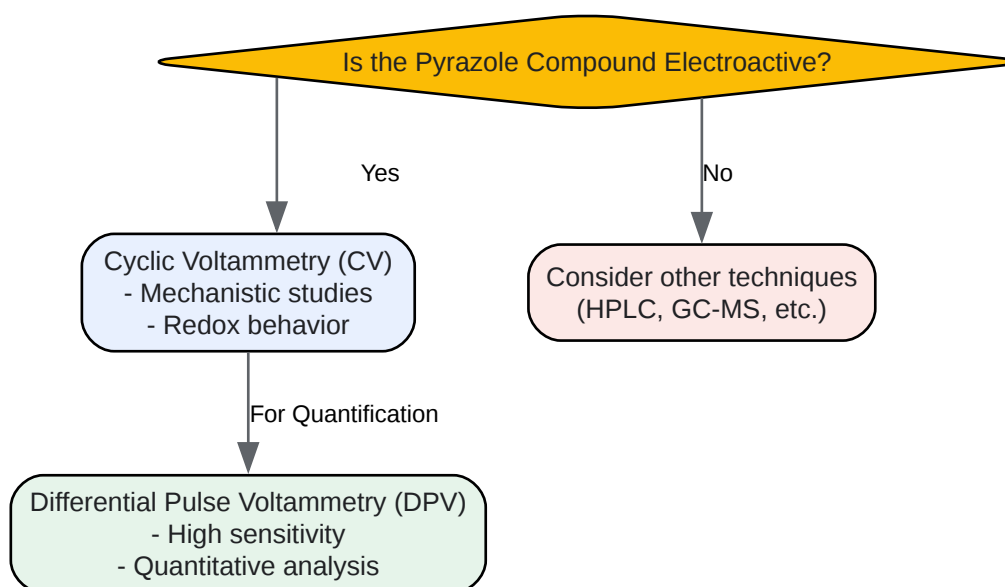 Is the Pyrazole Compound Electroactive?
Yes
No
Cyclic Voltammetry (CV)
- Mechanistic studies
- Redox behavior
Consider other techniques
(HPLC, GC-MS, etc.)
For Quantification
Differential Pulse Voltammetry (DPV)
- High sensitivity
- Quantitative analysis